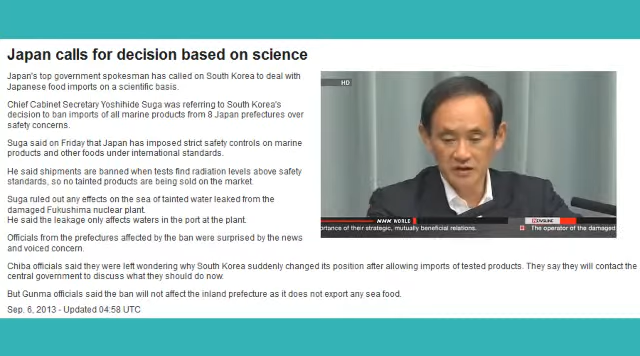 Japan calls for decision based on science
Japan's top government spokesman has called on South Korea to deal with
Japanese food imports on a scientific basis.
Chief Cabinet Secretary Yoshihide Suga was referring to South Korea's
decision to ban imports of all marine products from 8 Japan prefectures over
safety concerns.
Suga said on Friday that Japan has imposed strict safety controls on marine
products and other foods under international standards.
He said shipments are banned when tests find radiation levels above safety
standards, so no tainted products are being sold on the market.
Suga ruled out any effects on the sea of tainted water leaked from the
damaged Fukushima nuclear plant.
He said the leakage only affects waters in the port at the plant.
Officials from the prefectures affected by the ban were surprised by the news
and voiced concern.
Chiba officials said they were left wondering why South Korea suddenly changed its position after allowing imports of tested products. They say they will contact the
central government to discuss what they should do now.
But Gunma officials said the ban will not affect the inland prefecture as it does not export any sea food.
Sep. 6, 2013 - Updated 04:58 UTC
HD
NHK WORLD
NEWSLINE
ortance of their strategic, mutually beneficial relations.
The operator of the damaged